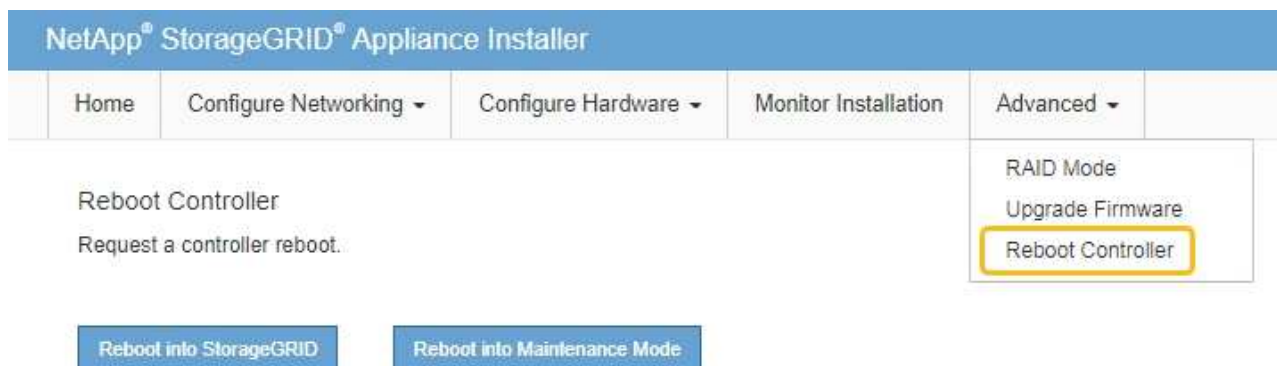 NetApp® StorageGRID® Appliance Installer
Home Configure Networking Configure Hardware Monitor Installation Advanced
RAID Mode
Upgrade Firmware
Reboot Controller
Reboot Controller
Request a controller reboot.
Reboot into StorageGRID Reboot into Maintenance Mode